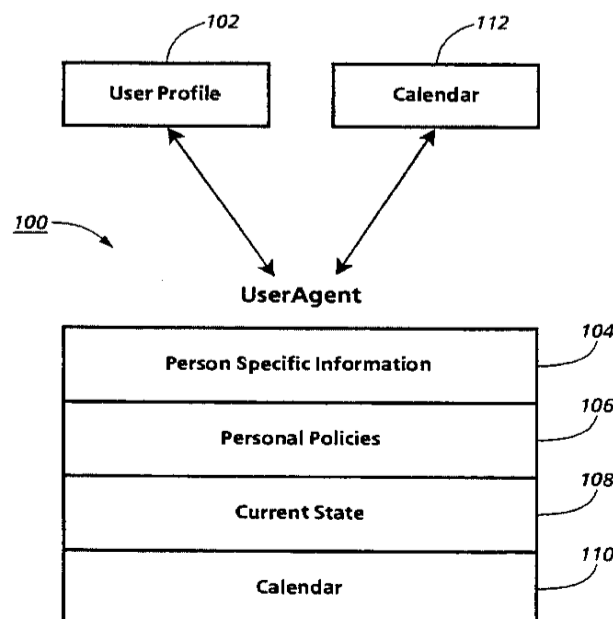 102
112
User Profile
Calendar
100
UserAgent
104
Person Specific Information
106
Personal Policies
108
Current State
110
Calendar